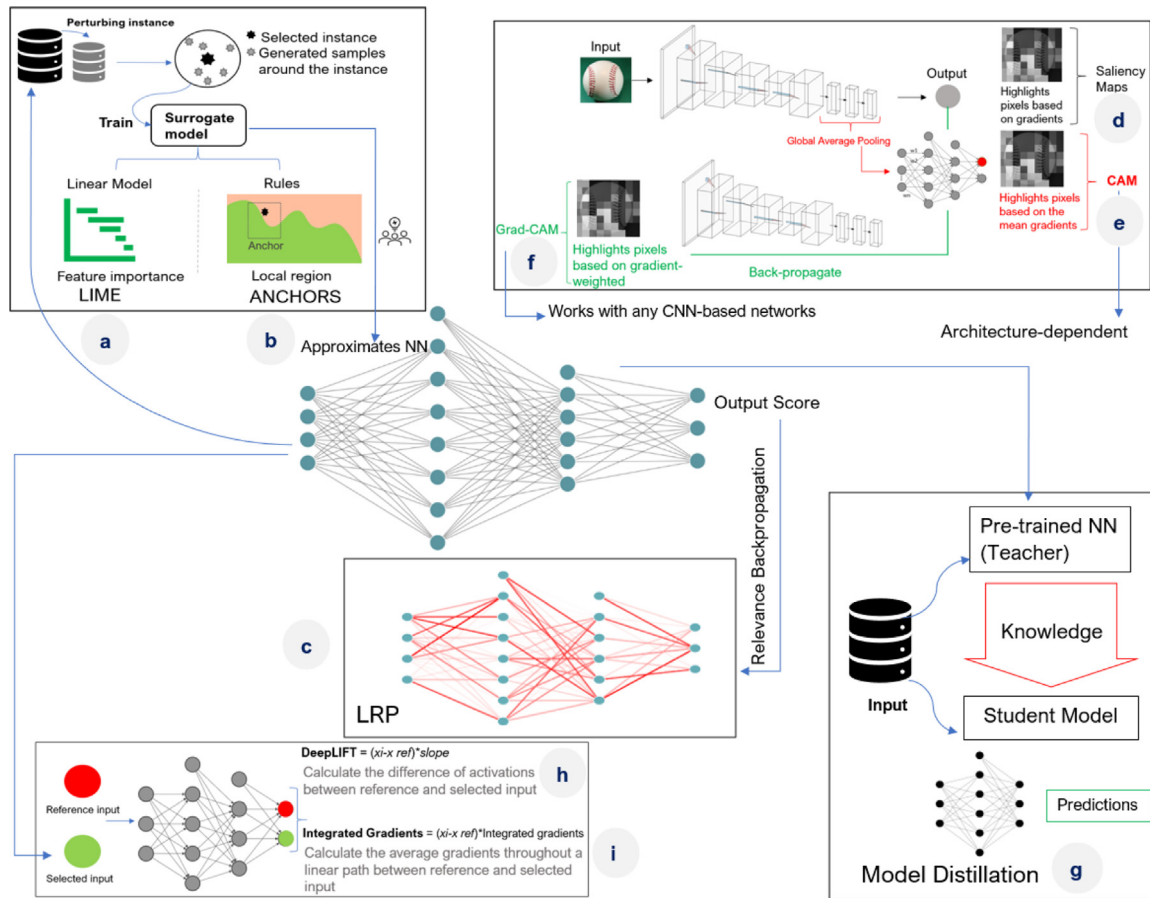 Perturbing instance
Selected instance
Generated samples
around the instance
Train
Surrogate
model
Linear Model
Rules
Anchor
Feature importance
Local region
LIME
ANCHORS
a
b
Input
Output
Global Average Pooling
w1
w2
wn
Highlights
pixels based
on gradients
Saliency
Maps
d
Highlights pixels
based on the
mean gradients
CAM
e
Grad-CAM
f
Highlights pixels
based on gradient-
weighted
Back-propagate
Works with any CNN-based networks
Architecture-dependent
Approximates NN
Output Score
Relevance Backpropagation
c
LRP
Pre-trained NN
(Teacher)
Knowledge
Input
Student Model
Predictions
Model Distillation
g
Reference input
Selected input
DeepLIFT = (xi-x ref)*slope
Calculate the difference of activations
between reference and selected input
h
Integrated Gradients = (xi-x ref)*Integrated gradients
Calculate the average gradients throughout a
linear path between reference and selected
input
i